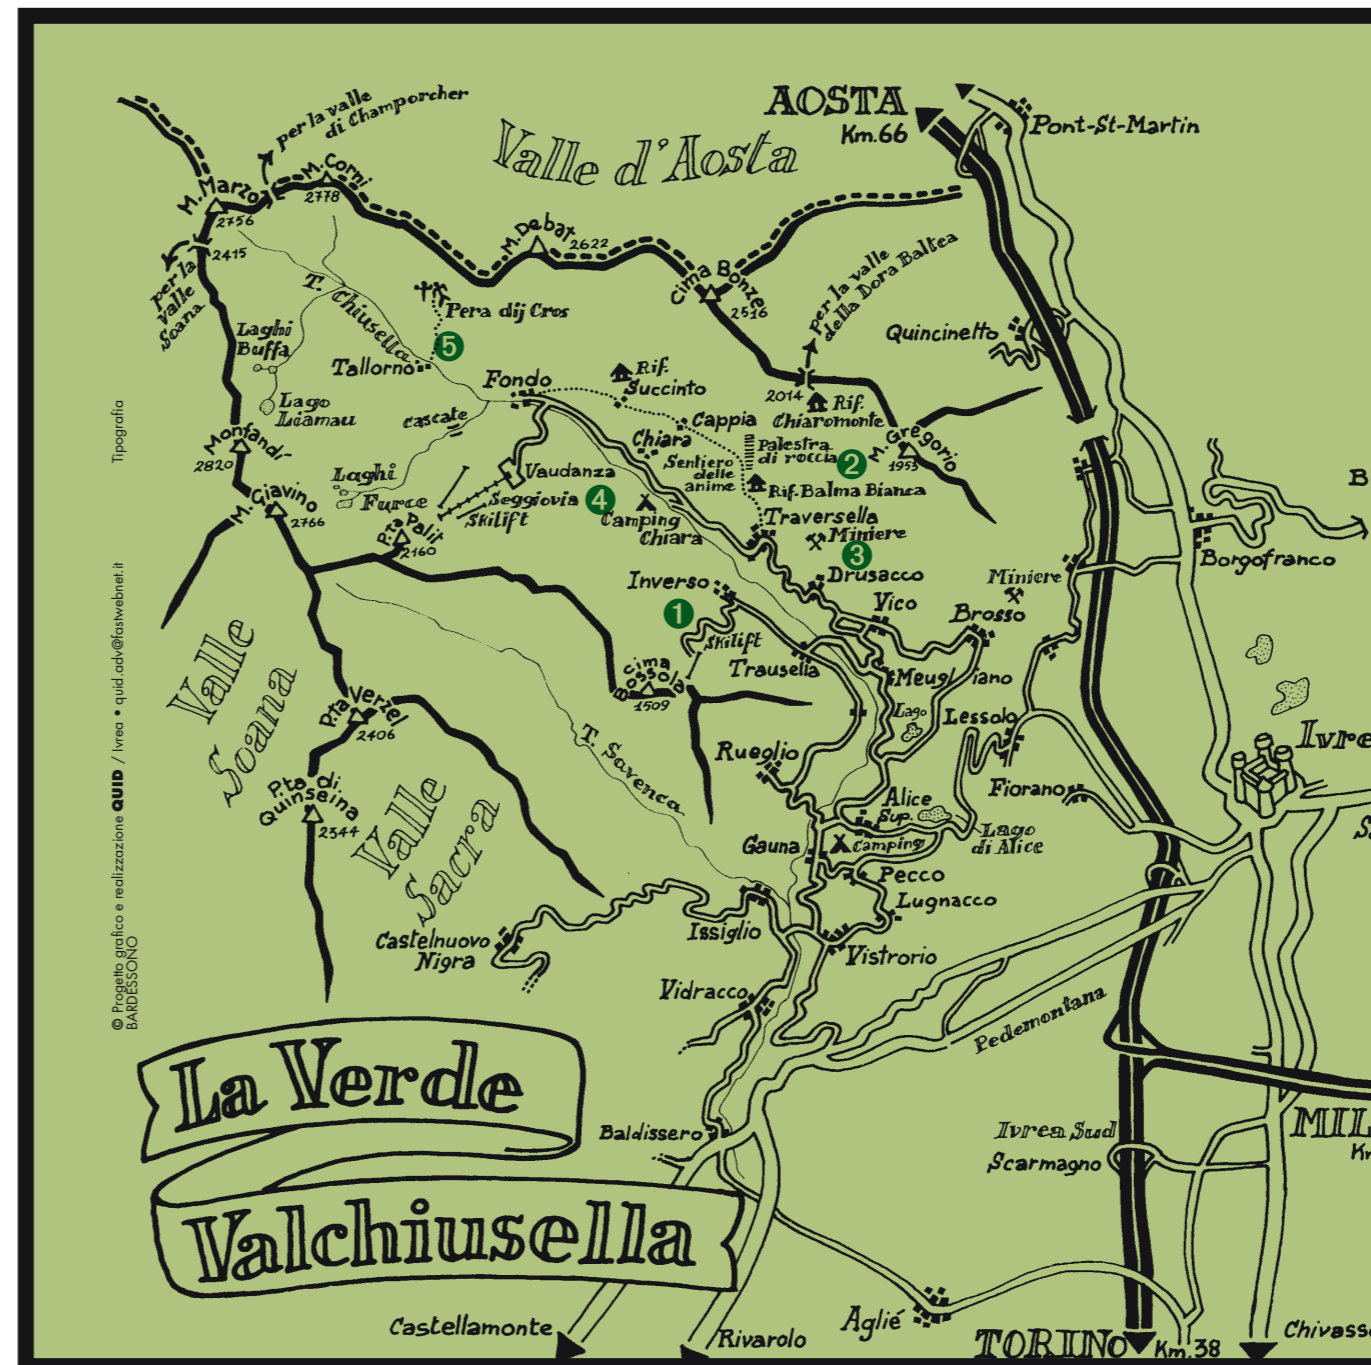 AOSTA
Km.66
Pont-St-Martin
per la valle
di Champorcher
Valle d'Aosta
M. Marzo
2756
M. Corni
2778
2415
per la
valle
Soana
M. Debat
2622
Cima Bonze
2516
per la valle
della Dora Baltea
T. Chiusella
Pera dij Cros
5
Quincinetto
Laghi
Buffa
Tallorno
Fondo
Rif.
Succinto
2014
Rif.
Chiaromonte
Lago
Liamau
Cascate
Cappia
Chiara
Palestra
di roccia
2
M. Gregorio
1953
Monfandì
2820
Laghi
Furce
Vaudanza
Sentiero
delle
anime
Rif. Balma Bianca
Seggiovia
4
Skilift
Camping
Chiara
Traversella
Miniere
3
M. Giavino
2766
P.ta Palit
2160
Inverso
1
Drusacco
Miniere
Borgofranco
B
Vico
Brosso
Skilift
Trausella
Cima
Bossola
1509
Meugliano
Lago
Lessolo
Valle
Soana
P.ta Verzel
2406
T. Savenca
Rueglio
Ivre
P.ta di
Quinseina
2344
Valle
Sacra
Alice
Sup.
Fiorano
Gauna
Camping
Lago
di Alice
Pecco
Lugnacco
Issiglio
Castelnuovo
Nigra
Vistrorio
Vidracco
Pedemontana
La Verde
Valchiusella
Baldissero
Ivrea Sud
Scarmagno
MIL
Castellamonte
Rivarolo
Aglié
TORINO
Km.38
Chivass
Tipografia
© Progetto grafico e realizzazione QUID / Ivrea • quid.adv@fastwebnet.it
BARDESSONO